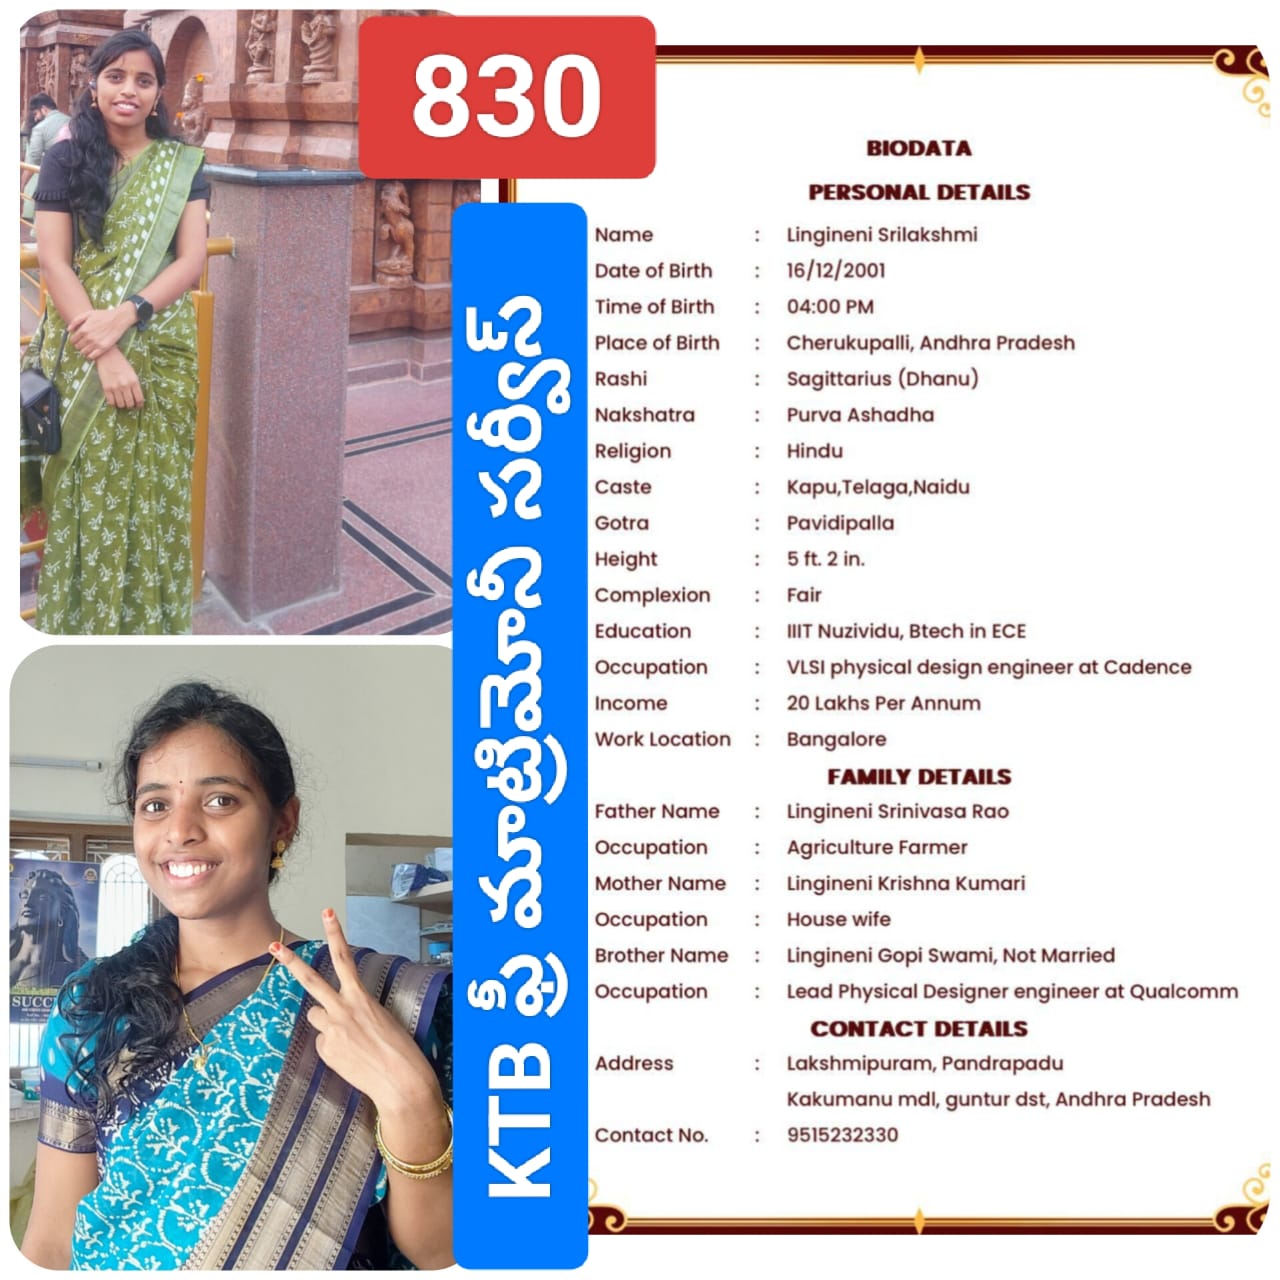 830
KTB ఫ్రీ మాట్రిమోనీ సర్వీస్
BIODATA
PERSONAL DETAILS
Name : Lingineni Srilakshmi
Date of Birth : 16/12/2001
Time of Birth : 04:00 PM
Place of Birth : Cherukupalli, Andhra Pradesh
Rashi : Sagittarius (Dhanu)
Nakshatra : Purva Ashadha
Religion : Hindu
Caste : Kapu,Telaga,Naidu
Gotra : Pavidipalla
Height : 5 ft. 2 in.
Complexion : Fair
Education : IIIT Nuzividu, Btech in ECE
Occupation : VLSI physical design engineer at Cadence
Income : 20 Lakhs Per Annum
Work Location : Bangalore
FAMILY DETAILS
Father Name : Lingineni Srinivasa Rao
Occupation : Agriculture Farmer
Mother Name : Lingineni Krishna Kumari
Occupation : House wife
Brother Name : Lingineni Gopi Swami, Not Married
Occupation : Lead Physical Designer engineer at Qualcomm
CONTACT DETAILS
Address : Lakshmipuram, Pandrapadu
Kakumanu mdl, guntur dst, Andhra Pradesh
Contact No. : 9515232330